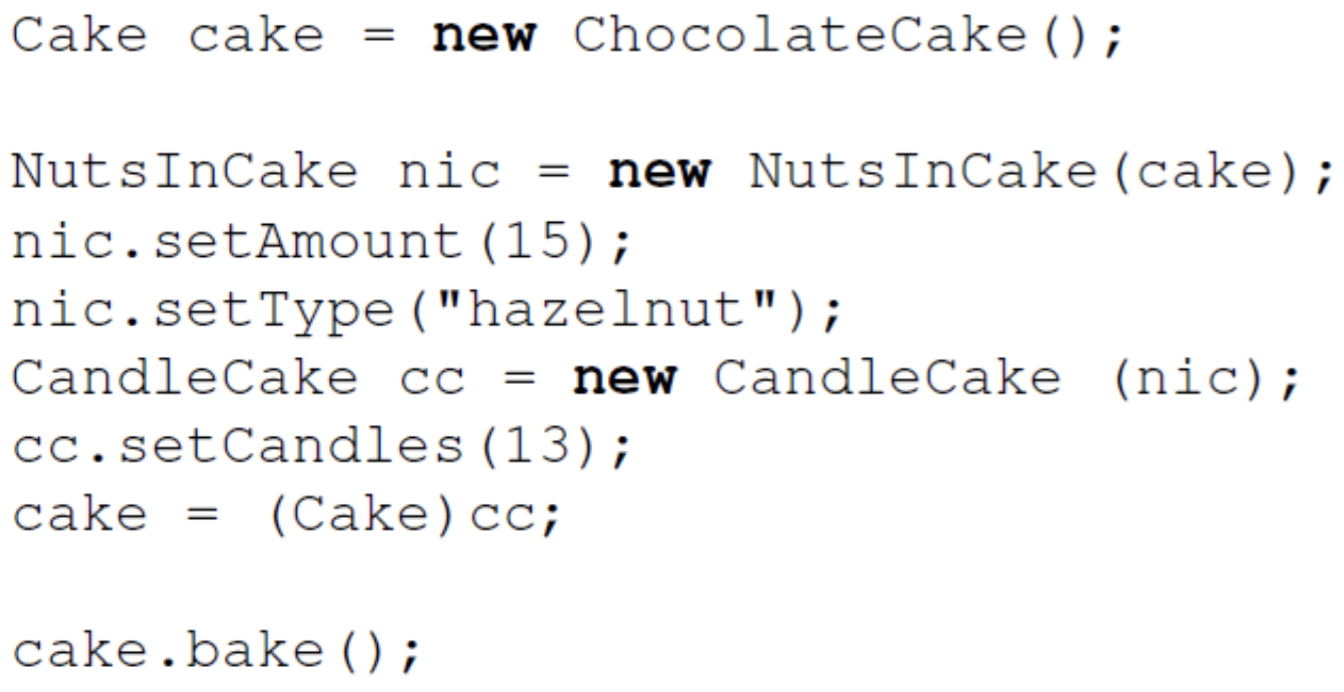 Cake cake = new ChocolateCake();
NutsInCake nic = new NutsInCake(cake);
nic.setAmount(15);
nic.setType("hazelnut");
CandleCake cc = new CandleCake (nic);
cc.setCandles(13);
cake = (Cake)cc;
cake.bake();